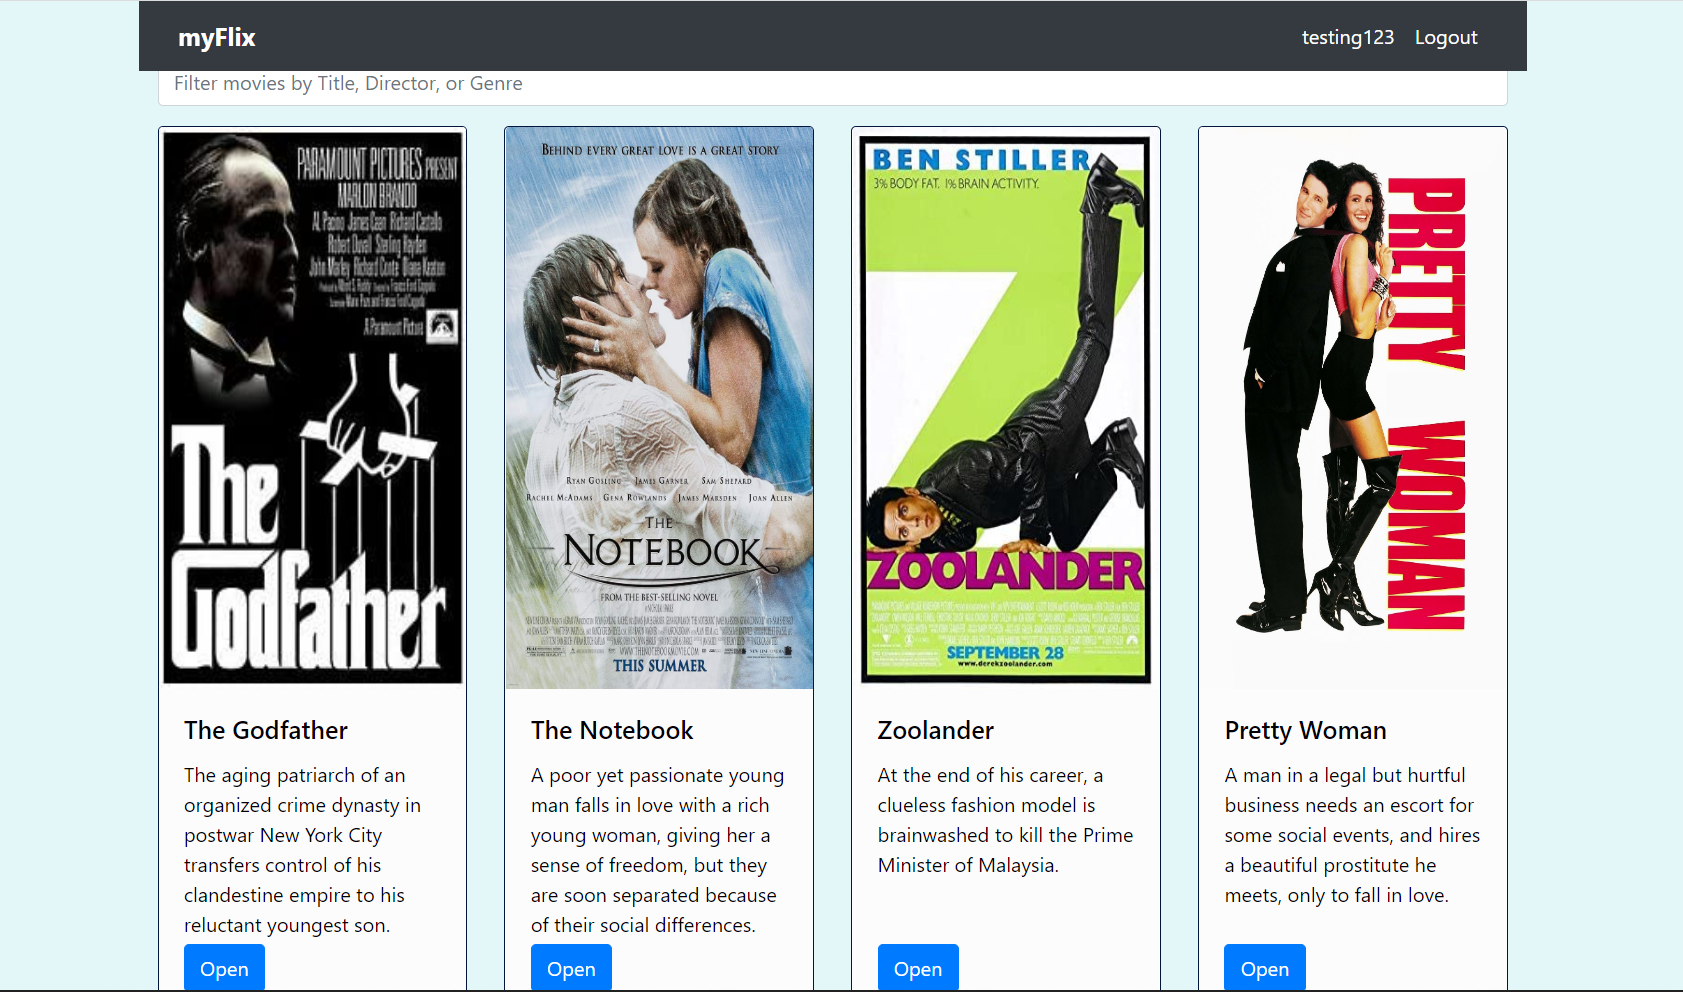 myFlix
testing123 Logout
Filter movies by Title, Director, or Genre
PARAMOUNT PICTURES PRESENT
MARLON BRANDO
Al Pacino James Caan Richard Castello
Robert Duvall Sterling Hayden
John Marley Richard Conte Diane Keaton
A Paramount Picture
The
Godfather
BEHIND EVERY GREAT LOVE IS A GREAT STORY
RYAN GOSLING JAMES GARNER SAM SHEPARD
RACHEL MCADAMS GENA ROWLANDS JAMES MARSDEN JOAN ALLEN
THE
NOTEBOOK
FROM THE BEST-SELLING NOVEL
THIS SUMMER
BEN STILLER
3% BODY FAT. 1% BRAIN ACTIVITY.
ZOOLANDER
SEPTEMBER 28
www.derekzoolander.com
PRETTY WOMAN
The Godfather
The aging patriarch of an
organized crime dynasty in
postwar New York City
transfers control of his
clandestine empire to his
reluctant youngest son.
Open
The Notebook
A poor yet passionate young
man falls in love with a rich
young woman, giving her a
sense of freedom, but they
are soon separated because
of their social differences.
Open
Zoolander
At the end of his career, a
clueless fashion model is
brainwashed to kill the Prime
Minister of Malaysia.
Open
Pretty Woman
A man in a legal but hurtful
business needs an escort for
some social events, and hires
a beautiful prostitute he
meets, only to fall in love.
Open